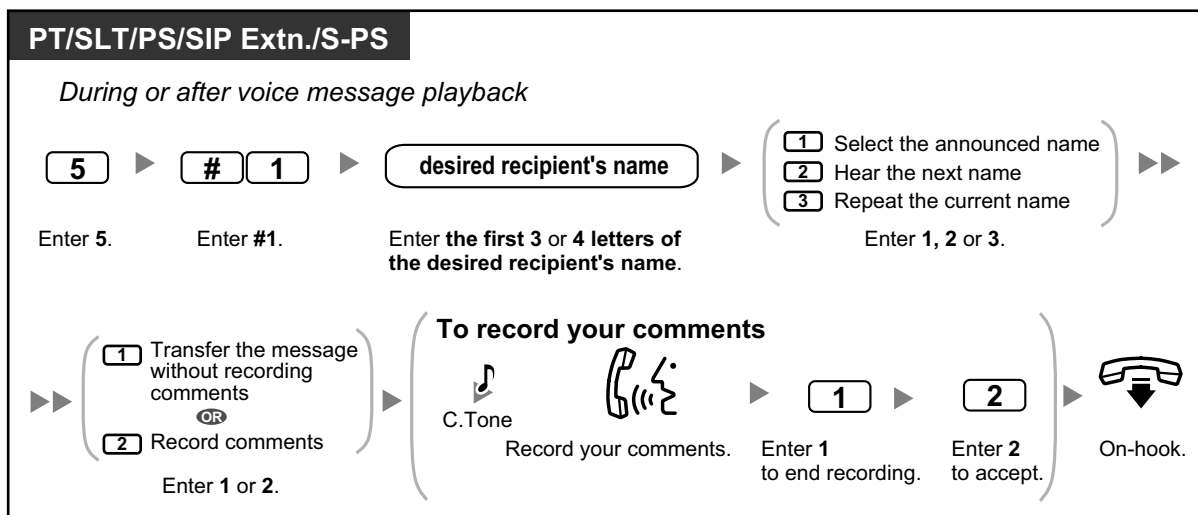 PT/SLT/PS/SIP Extn./S-PS
During or after voice message playback
5
# 1
desired recipient's name
1 Select the announced name
2 Hear the next name
3 Repeat the current name
Enter 5.
Enter #1.
Enter the first 3 or 4 letters of
the desired recipient's name.
Enter 1, 2 or 3.
1 Transfer the message
without recording
comments
OR
2 Record comments
Enter 1 or 2.
To record your comments
C.Tone
Record your comments.
1
Enter 1
to end recording.
2
Enter 2
to accept.
On-hook.